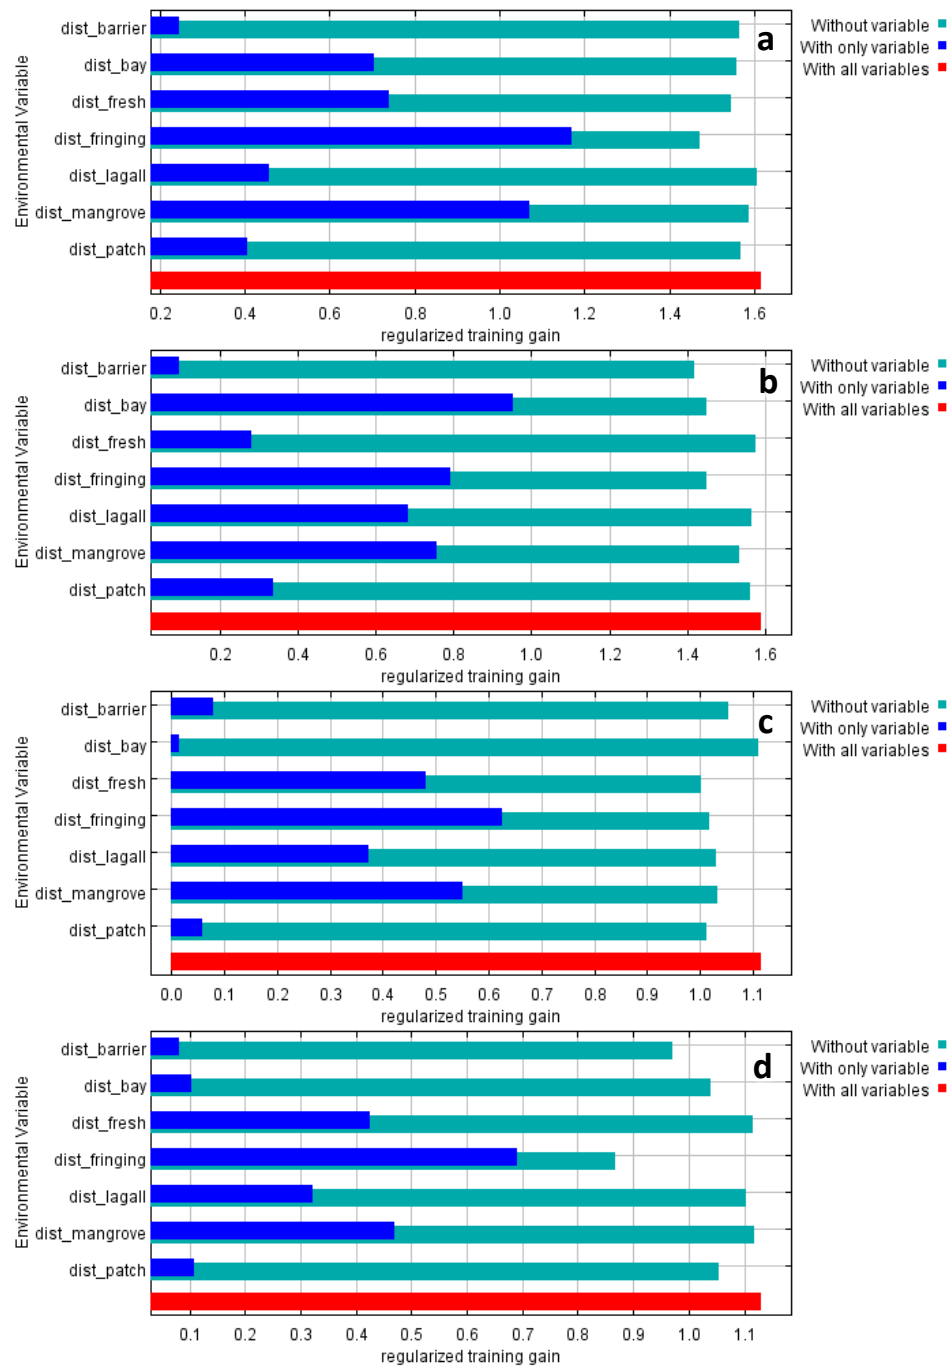 dist_barrier
dist_bay
dist_fresh
dist_fringing
dist_lagall
dist_mangrove
dist_patch
Environmental Variable
a
Without variable
With only variable
With all variables
0.2 0.4 0.6 0.8 1.0 1.2 1.4 1.6
regularized training gain
dist_barrier
dist_bay
dist_fresh
dist_fringing
dist_lagall
dist_mangrove
dist_patch
Environmental Variable
b
Without variable
With only variable
With all variables
0.2 0.4 0.6 0.8 1.0 1.2 1.4 1.6
regularized training gain
dist_barrier
dist_bay
dist_fresh
dist_fringing
dist_lagall
dist_mangrove
dist_patch
Environmental Variable
c
Without variable
With only variable
With all variables
0.0 0.1 0.2 0.3 0.4 0.5 0.6 0.7 0.8 0.9 1.0 1.1
regularized training gain
dist_barrier
dist_bay
dist_fresh
dist_fringing
dist_lagall
dist_mangrove
dist_patch
Environmental Variable
d
Without variable
With only variable
With all variables
0.1 0.2 0.3 0.4 0.5 0.6 0.7 0.8 0.9 1.0 1.1
regularized training gain